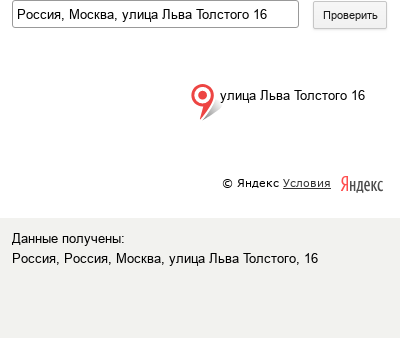 Россия, Москва, улица Льва Толстого 16
Проверить
улица Льва Толстого 16
© Яндекс Условия Яндекс
Данные получены:
Россия, Россия, Москва, улица Льва Толстого, 16